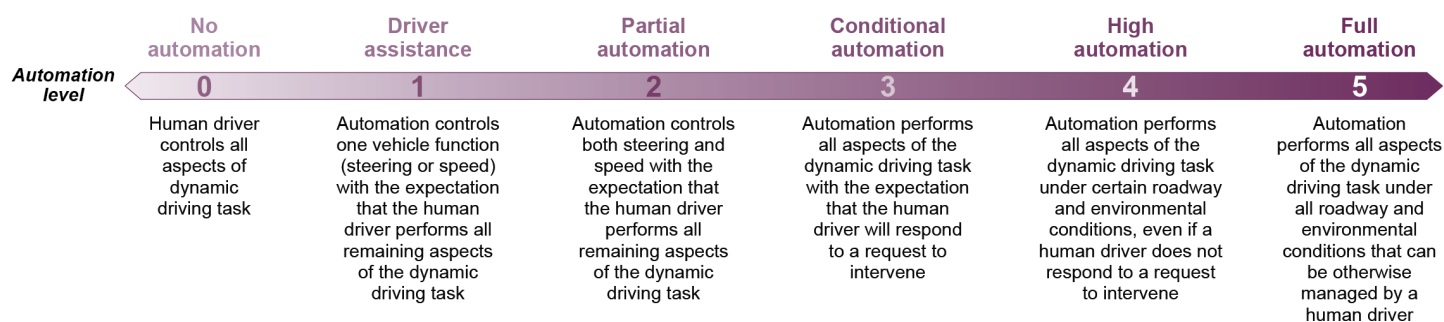 No
automation
Driver
assistance
Partial
automation
Conditional
automation
High
automation
Full
automation
Automation
level
0
1
2
3
4
5
Human driver
controls all
aspects of
dynamic
driving task
Automation controls
one vehicle function
(steering or speed)
with the expectation
that the human
driver performs all
remaining aspects
of the dynamic
driving task
Automation controls
both steering and
speed with the
expectation that
the human driver
performs all
remaining aspects
of the dynamic
driving task
Automation performs
all aspects of the
dynamic driving task
with the expectation
that the human
driver will respond
to a request to
intervene
Automation performs
all aspects of the
dynamic driving task
under certain roadway
and environmental
conditions, even if a
human driver does not
respond to a request
to intervene
Automation
performs all aspects
of the dynamic
driving task under
all roadway and
environmental
conditions that can
be otherwise
managed by a
human driver